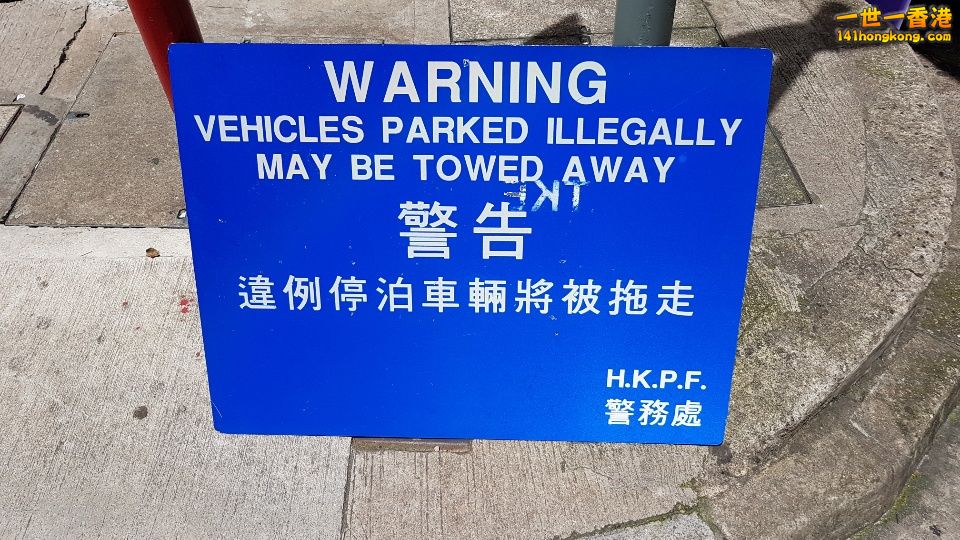 一世一香港
141hongkong.com
WARNING
VEHICLES PARKED ILLEGALLY
MAY BE TOWED AWAY
警告
違例停泊車輛將被拖走
H.K.P.F.
警務處